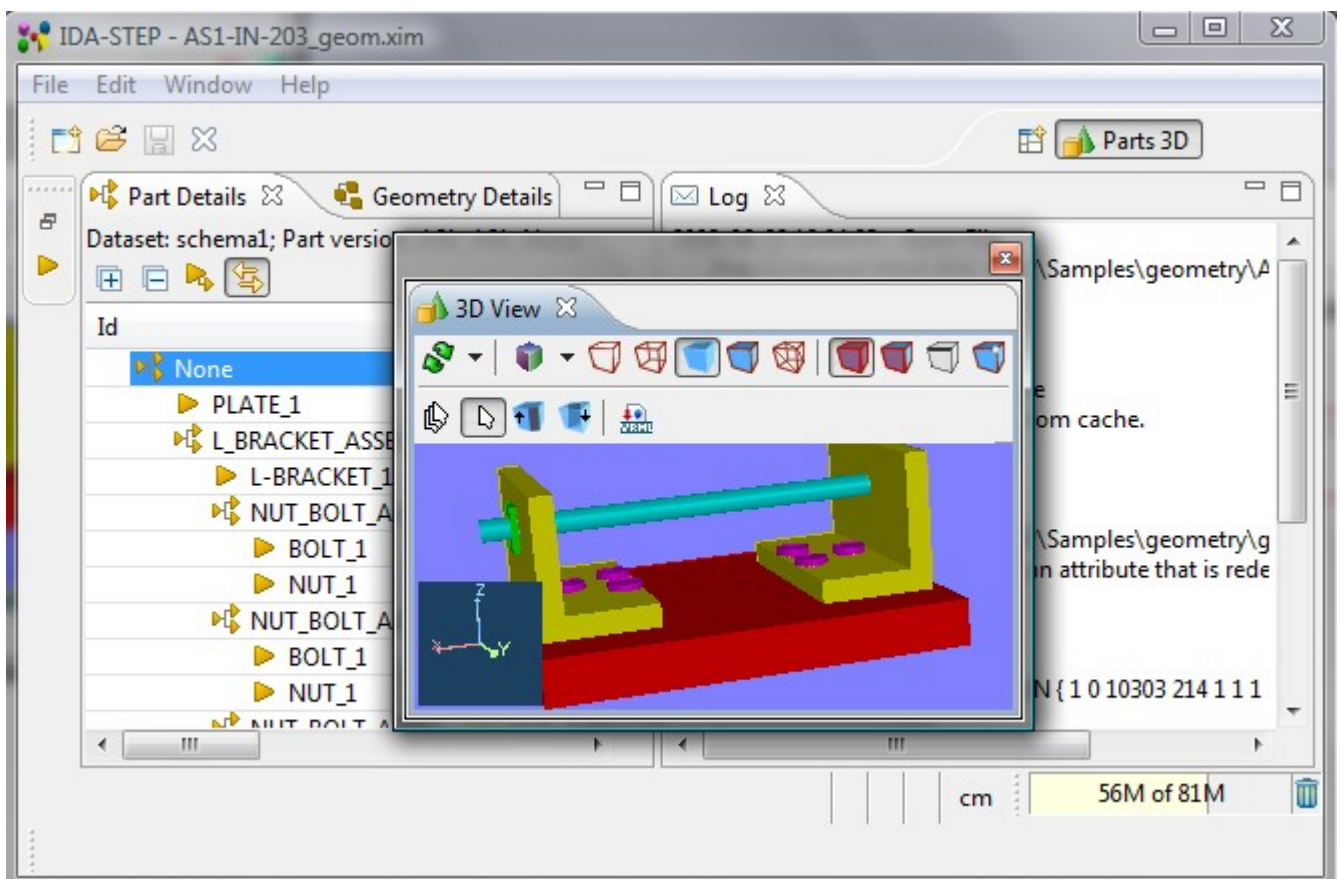 IDA-STEP - AS1-IN-203_geom.xim
File Edit Window Help
Parts 3D
Part Details
Geometry Details
Log
Dataset: schema1; Part versio
\Samples\geometry\A
3D View
Id
None
PLATE_1
e
L_BRACKET_ASSE
om cache.
VRML
L-BRACKET_1
NUT_BOLT_A
BOLT_1
\Samples\geometry\g
n attribute that is rede
NUT_1
Z
NUT_BOLT_A
X
Y
BOLT_1
NUT_1
N { 1 0 10303 214 1 1 1
NUT_BOLT_A
cm
56M of 81M